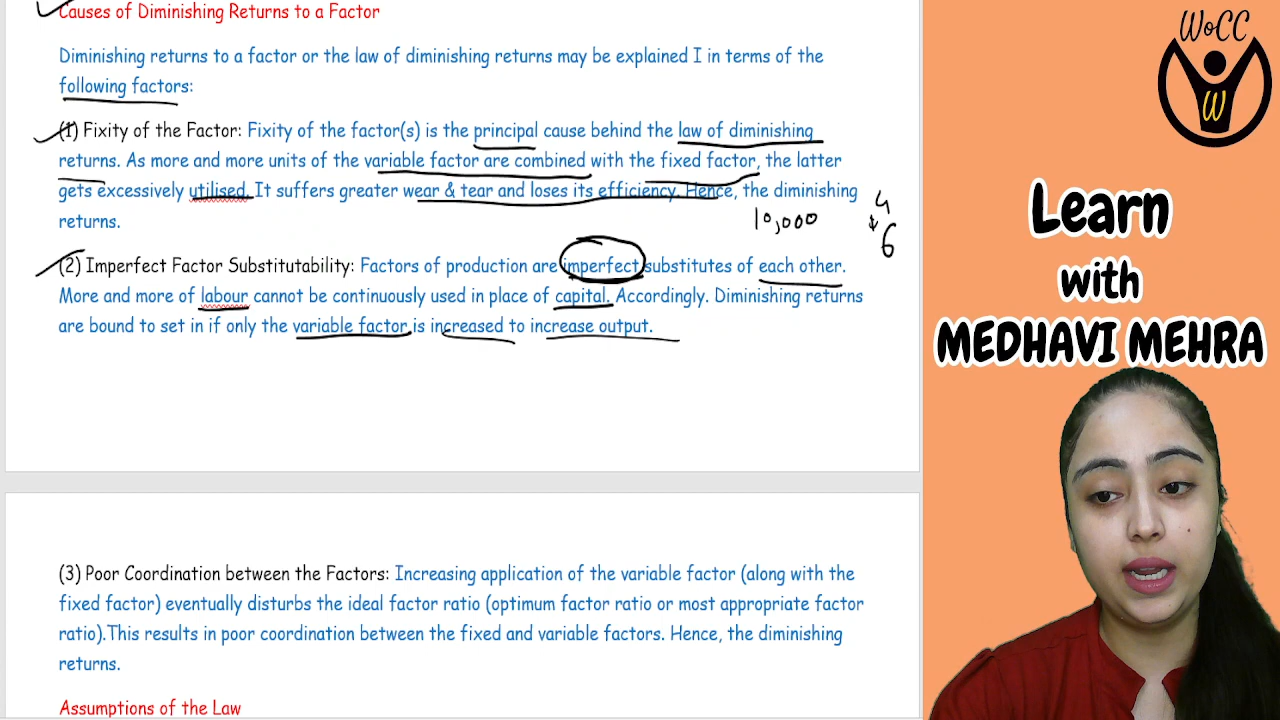 Causes of Diminishing Returns to a Factor
Diminishing returns to a factor or the law of diminishing returns may be explained I in terms of the
following factors:
(1) Fixity of the Factor: Fixity of the factor(s) is the principal cause behind the law of diminishing
returns. As more and more units of the variable factor are combined with the fixed factor, the latter
gets excessively utilised. It suffers greater wear & tear and loses its efficiency. Hence, the diminishing
returns.
10,000
4
6
(2) Imperfect Factor Substitutability: Factors of production are imperfect substitutes of each other.
More and more of labour cannot be continuously used in place of capital. Accordingly. Diminishing returns
are bound to set in if only the variable factor is increased to increase output.
(3) Poor Coordination between the Factors: Increasing application of the variable factor (along with the
fixed factor) eventually disturbs the ideal factor ratio (optimum factor ratio or most appropriate factor
ratio).This results in poor coordination between the fixed and variable factors. Hence, the diminishing
returns.
Assumptions of the Law
WoCC
W
Learn
with
MEDHAVI MEHRA